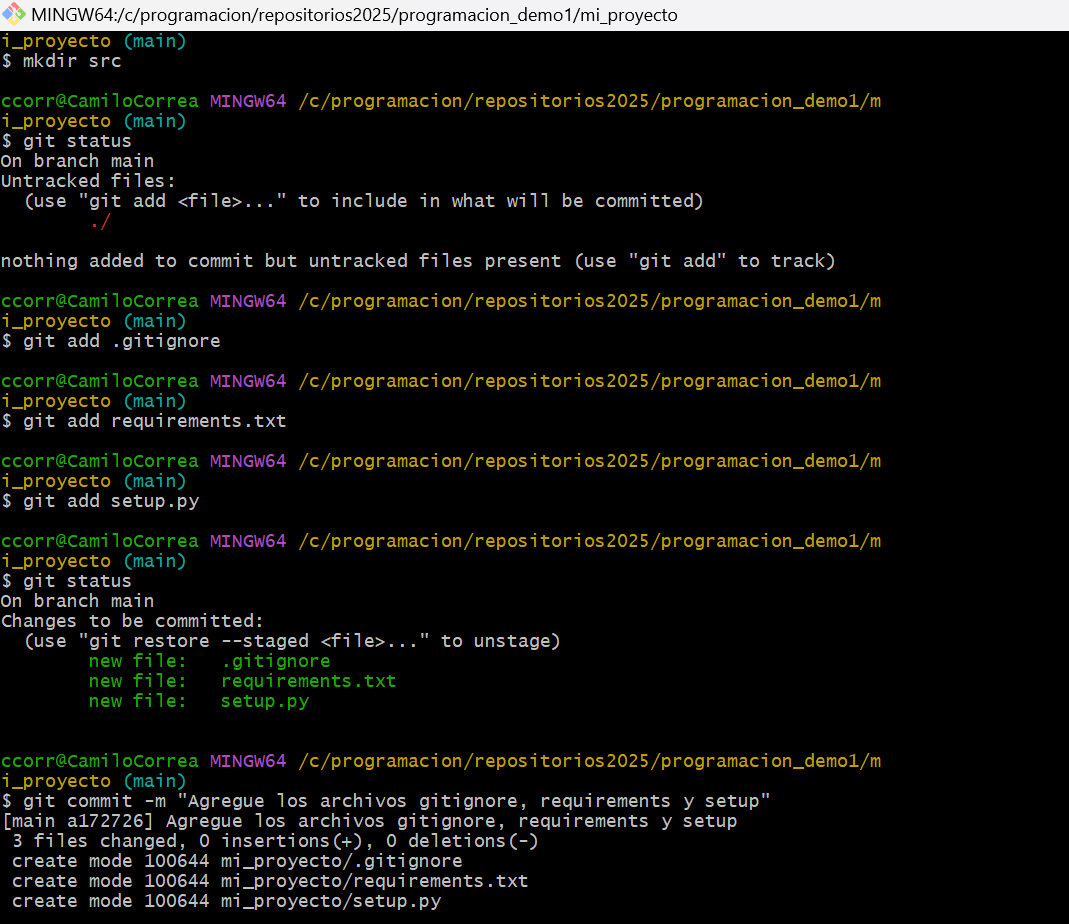 MINGW64:/c/programacion/repositorios2025/programacion_demo1/mi_proyecto
i_proyecto (main)
$ mkdir src
ccorr@CamiloCorrea MINGW64 /c/programacion/repositorios2025/programacion_demo1/m
i_proyecto (main)
$ git status
On branch main
Untracked files:
  (use "git add <file>..." to include in what will be committed)
        ./
nothing added to commit but untracked files present (use "git add" to track)
ccorr@CamiloCorrea MINGW64 /c/programacion/repositorios2025/programacion_demo1/m
i_proyecto (main)
$ git add .gitignore
ccorr@CamiloCorrea MINGW64 /c/programacion/repositorios2025/programacion_demo1/m
i_proyecto (main)
$ git add requirements.txt
ccorr@CamiloCorrea MINGW64 /c/programacion/repositorios2025/programacion_demo1/m
i_proyecto (main)
$ git add setup.py
ccorr@CamiloCorrea MINGW64 /c/programacion/repositorios2025/programacion_demo1/m
i_proyecto (main)
$ git status
On branch main
Changes to be committed:
  (use "git restore --staged <file>..." to unstage)
        new file:   .gitignore
        new file:   requirements.txt
        new file:   setup.py
ccorr@CamiloCorrea MINGW64 /c/programacion/repositorios2025/programacion_demo1/m
i_proyecto (main)
$ git commit -m "Agregue los archivos gitignore, requirements y setup"
[main a172726] Agregue los archivos gitignore, requirements y setup
 3 files changed, 0 insertions(+), 0 deletions(-)
 create mode 100644 mi_proyecto/.gitignore
 create mode 100644 mi_proyecto/requirements.txt
 create mode 100644 mi_proyecto/setup.py